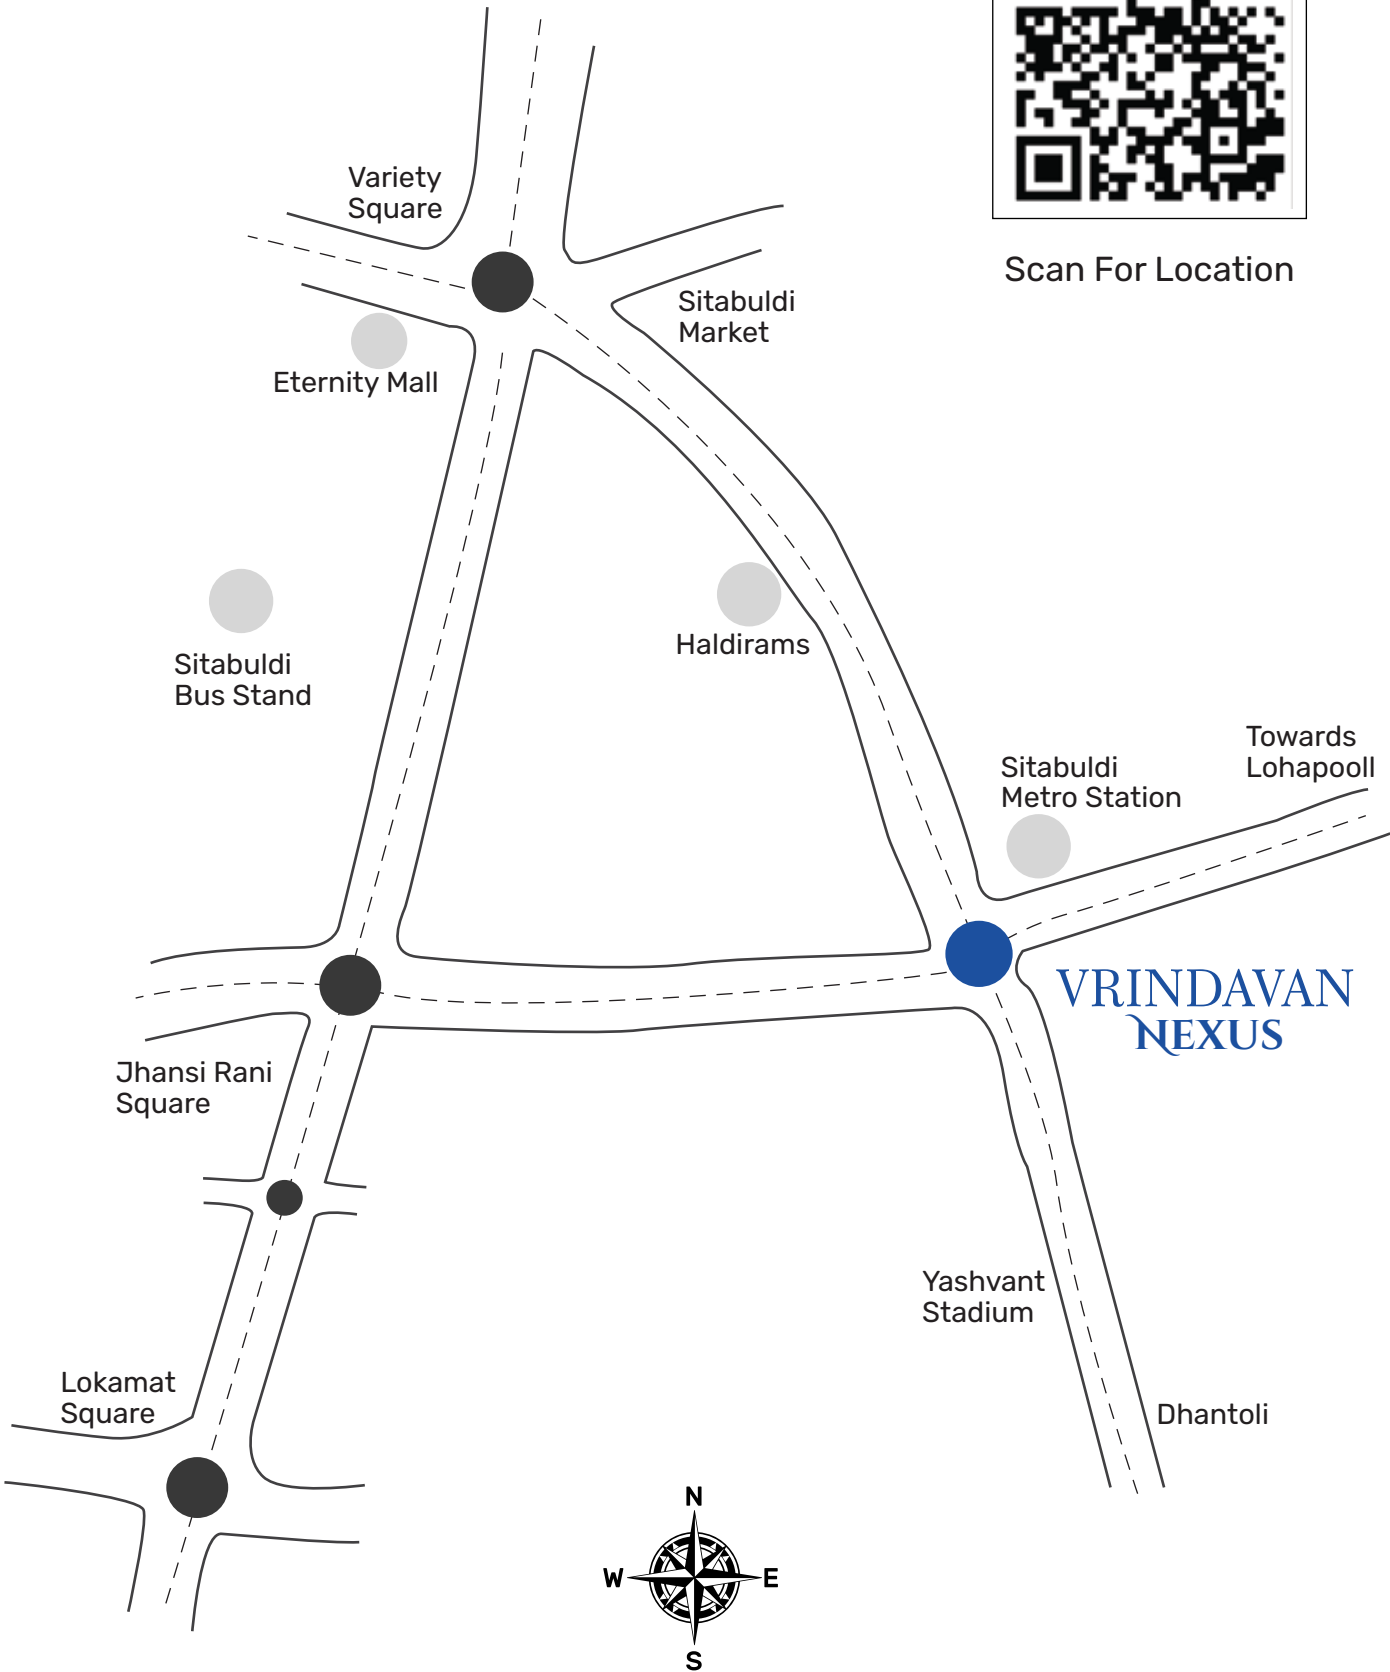 Variety
Square
Scan For Location
Sitabuldi
Market
Eternity Mall
Haldirams
Sitabuldi
Bus Stand
Towards
Lohapooll
Sitabuldi
Metro Station
VRINDAVAN
NEXUS
Jhansi Rani
Square
Yashvant
Stadium
Lokamat
Square
Dhantoli
N
W
E
S